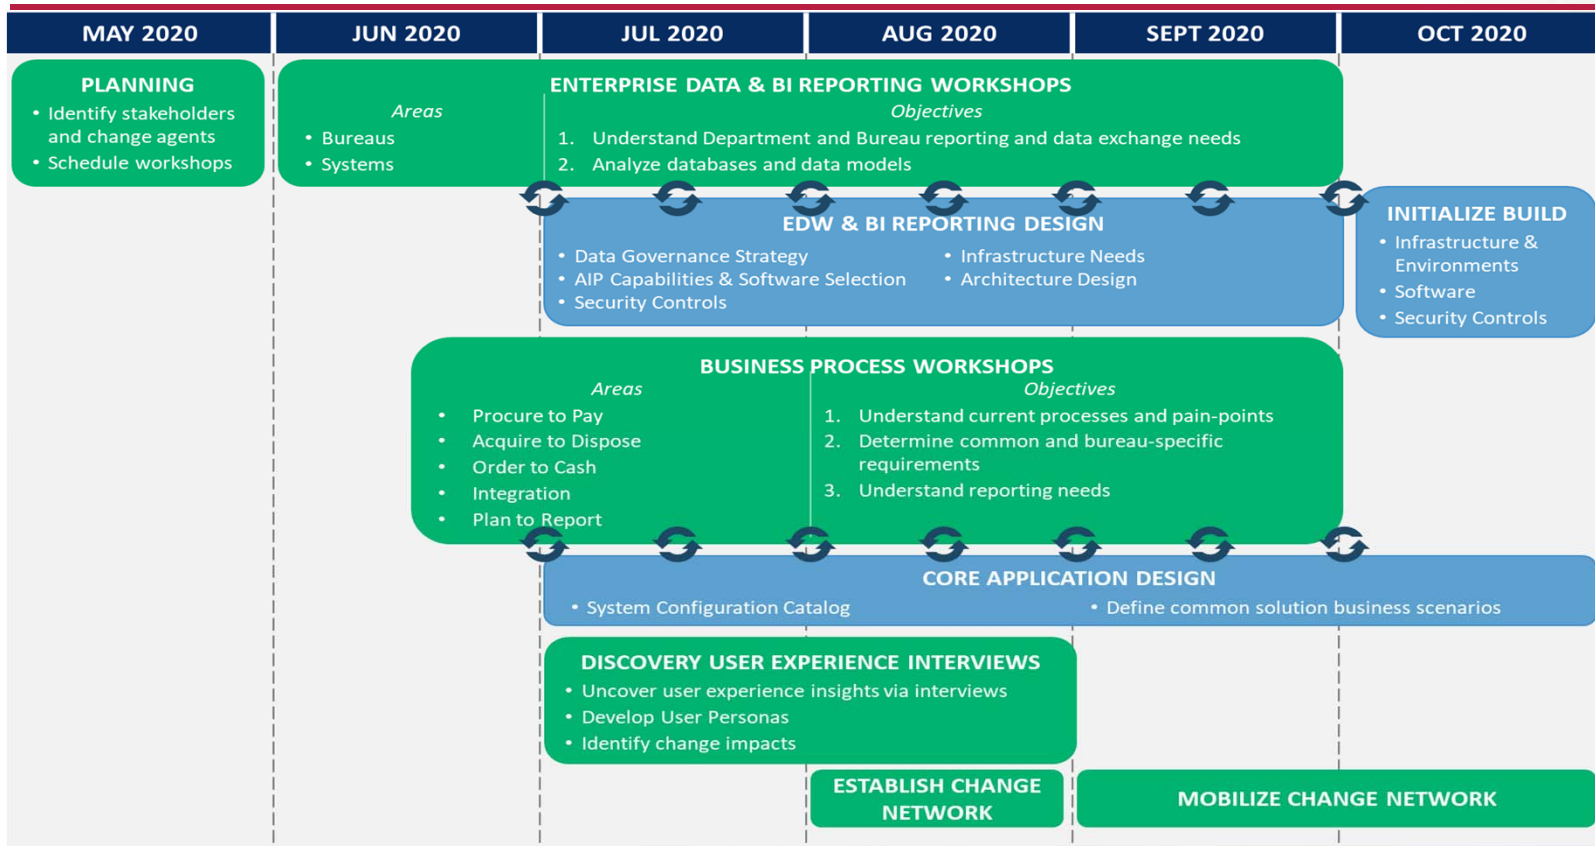 MAY 2020
JUN 2020
JUL 2020
AUG 2020
SEPT 2020
OCT 2020
PLANNING
• Identify stakeholders
and change agents
• Schedule workshops
ENTERPRISE DATA & BI REPORTING WORKSHOPS
Areas
• Bureaus
• Systems
Objectives
1. Understand Department and Bureau reporting and data exchange needs
2. Analyze databases and data models
EDW & BI REPORTING DESIGN
• Data Governance Strategy
• AIP Capabilities & Software Selection
• Security Controls
• Infrastructure Needs
• Architecture Design
INITIALIZE BUILD
• Infrastructure &
Environments
• Software
• Security Controls
BUSINESS PROCESS WORKSHOPS
Areas
• Procure to Pay
• Acquire to Dispose
• Order to Cash
• Integration
• Plan to Report
Objectives
1. Understand current processes and pain-points
2. Determine common and bureau-specific
requirements
3. Understand reporting needs
CORE APPLICATION DESIGN
• System Configuration Catalog
• Define common solution business scenarios
DISCOVERY USER EXPERIENCE INTERVIEWS
• Uncover user experience insights via interviews
• Develop User Personas
• Identify change impacts
ESTABLISH CHANGE
NETWORK
MOBILIZE CHANGE NETWORK